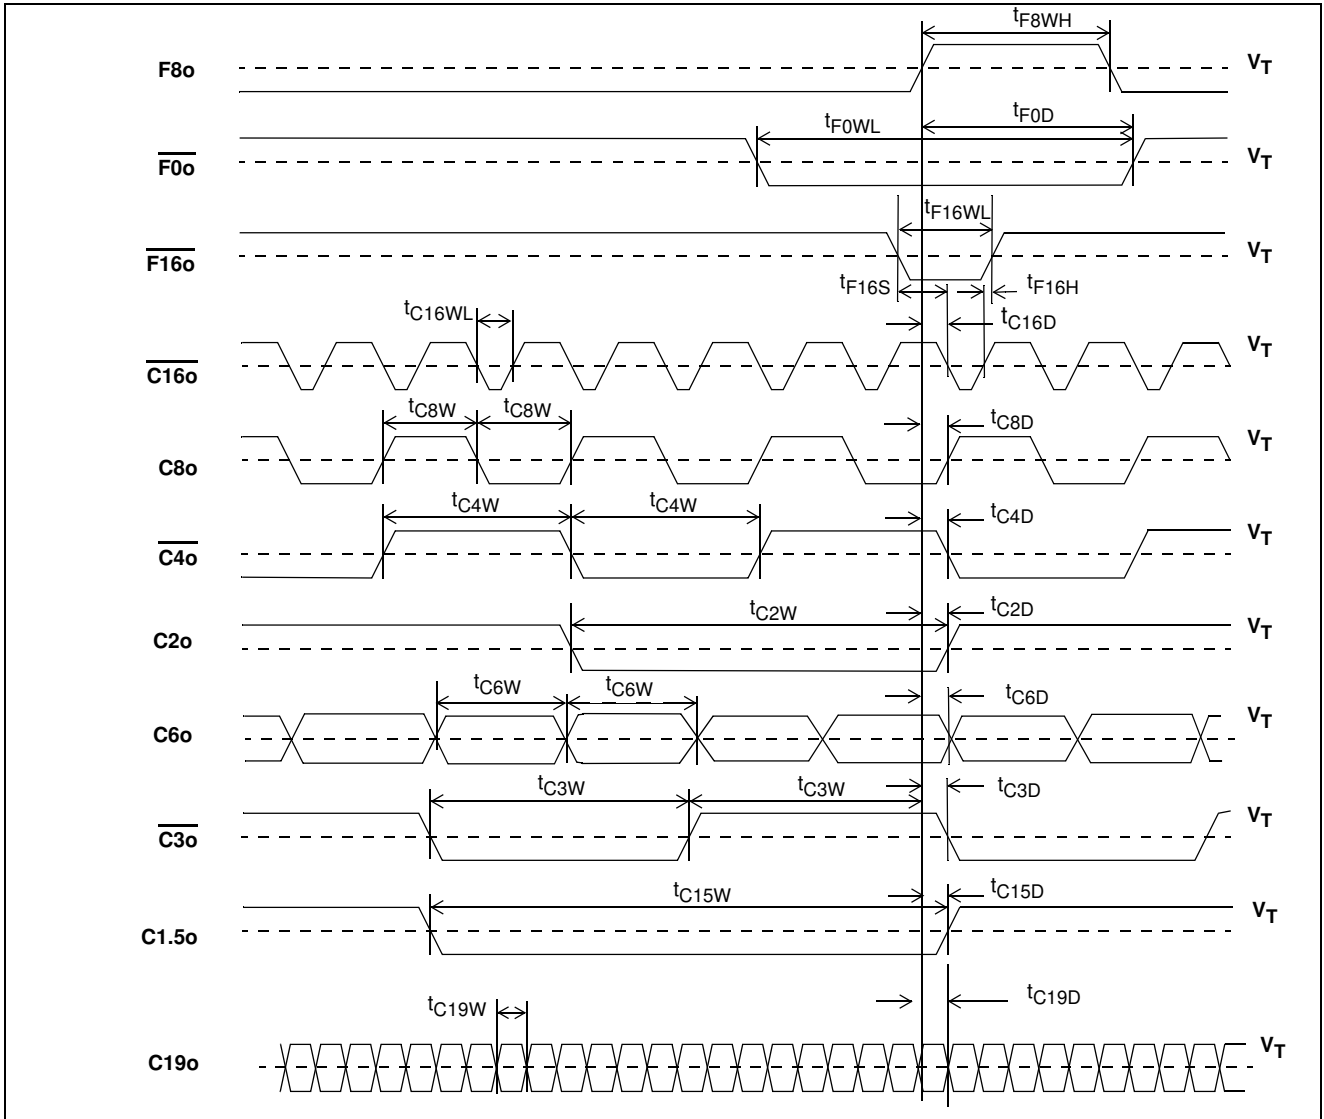 tF8WH
F8o
VT
tF0WL
tF0D
F0o
VT
tF16WL
F16o
VT
tF16S
tF16H
tC16WL
tC16D
C16o
VT
tC8W
tC8W
tC8D
C8o
VT
tC4W
tC4W
tC4D
C4o
VT
tC2W
tC2D
C2o
VT
tC6W
tC6W
tC6D
C6o
VT
tC3W
tC3W
tC3D
C3o
VT
tC15W
tC15D
C1.5o
VT
tC19W
tC19D
C19o
VT